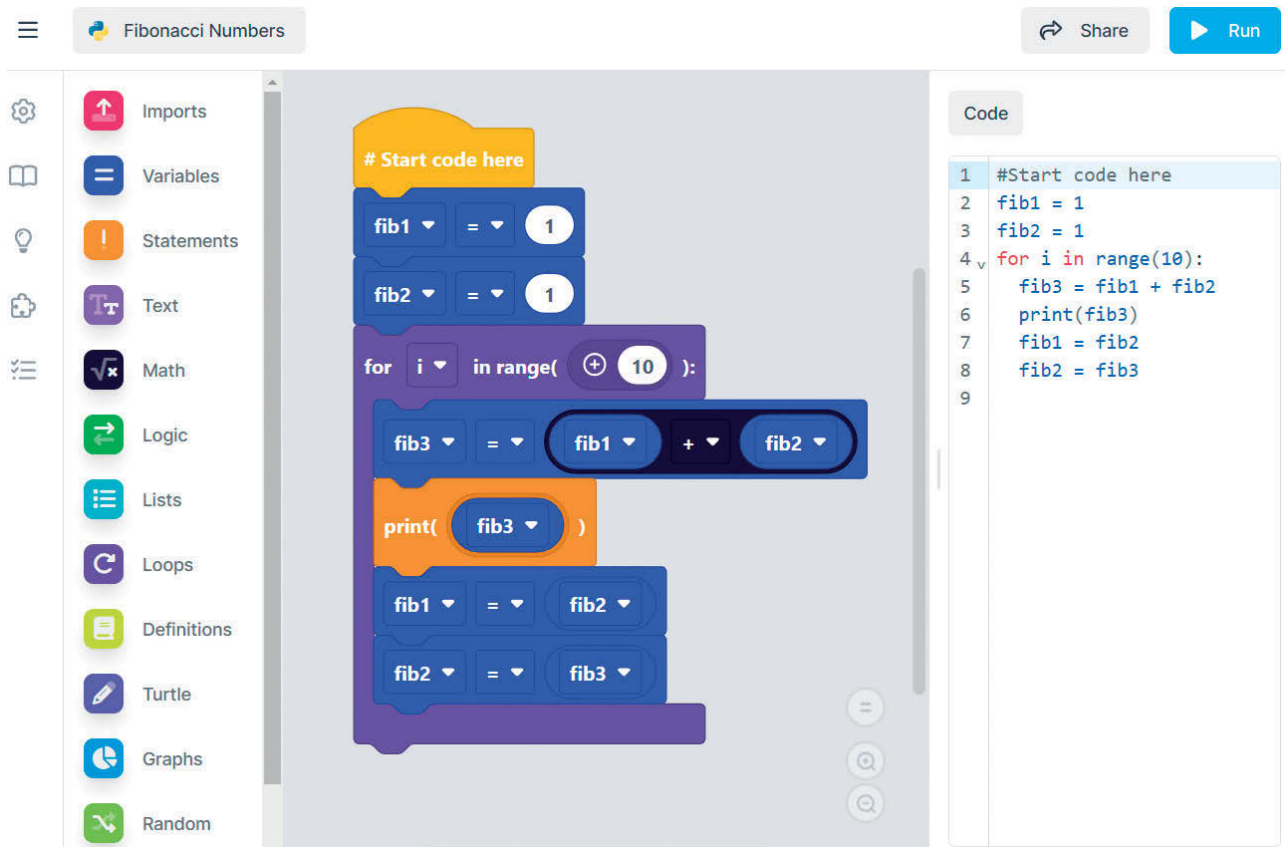 Fibonacci Numbers
Share
Run
Imports
Variables
Statements
Text
Math
Logic
Lists
Loops
Definitions
Turtle
Graphs
Random
# Start code here
fib1 = 1
fib2 = 1
for i in range( 10 ):
fib3 = fib1 + fib2
print( fib3 )
fib1 = fib2
fib2 = fib3
Code
1 #Start code here
2 fib1 = 1
3 fib2 = 1
4 for i in range(10):
5 fib3 = fib1 + fib2
6 print(fib3)
7 fib1 = fib2
8 fib2 = fib3
9